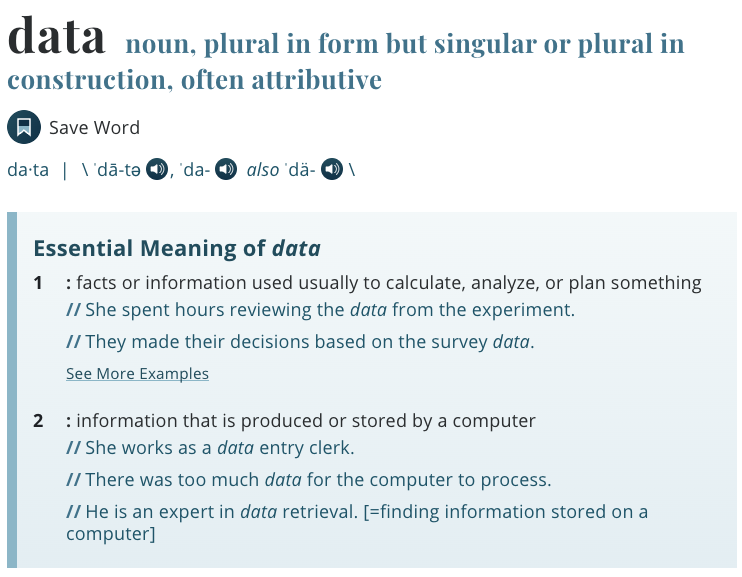 data noun, plural in form but singular or plural in
construction, often attributive
Save Word
da·ta | \ ˈdā-tə , ˈda- also ˈdä- \
Essential Meaning of data
1 : facts or information used usually to calculate, analyze, or plan something
// She spent hours reviewing the data from the experiment.
// They made their decisions based on the survey data.
See More Examples
2 : information that is produced or stored by a computer
// She works as a data entry clerk.
// There was too much data for the computer to process.
// He is an expert in data retrieval. [=finding information stored on a
computer]